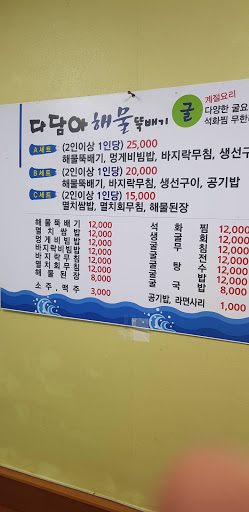 다담아 해물 뚝배기
굴
계절요리
다양한 굴요
석화찜 무한
A세트 (2인이상 1인당) 25,000
해물뚝배기, 멍게비빔밥, 바지락무침, 생선구
B세트 (2인이상 1인당) 20,000
해물뚝배기, 바지락무침, 생선구이, 공기밥
C세트 (2인이상 1인당) 15,000
멸치쌈밥, 멸치회무침, 해물된장
해물뚝배기 12,000
멸치쌈밥 12,000
멍게비빔밥 12,000
바지락비빔밥 12,000
바지락무침 12,000
멸치회무침 12,000
해물된장 8,000
소주, 맥주 3,000
석화찜 12,000
생굴회 12,000
굴무침 12,000
굴전 12,000
굴탕수 12,000
굴밥 12,000
굴국밥 8,000
공기밥, 라면사리 1,000